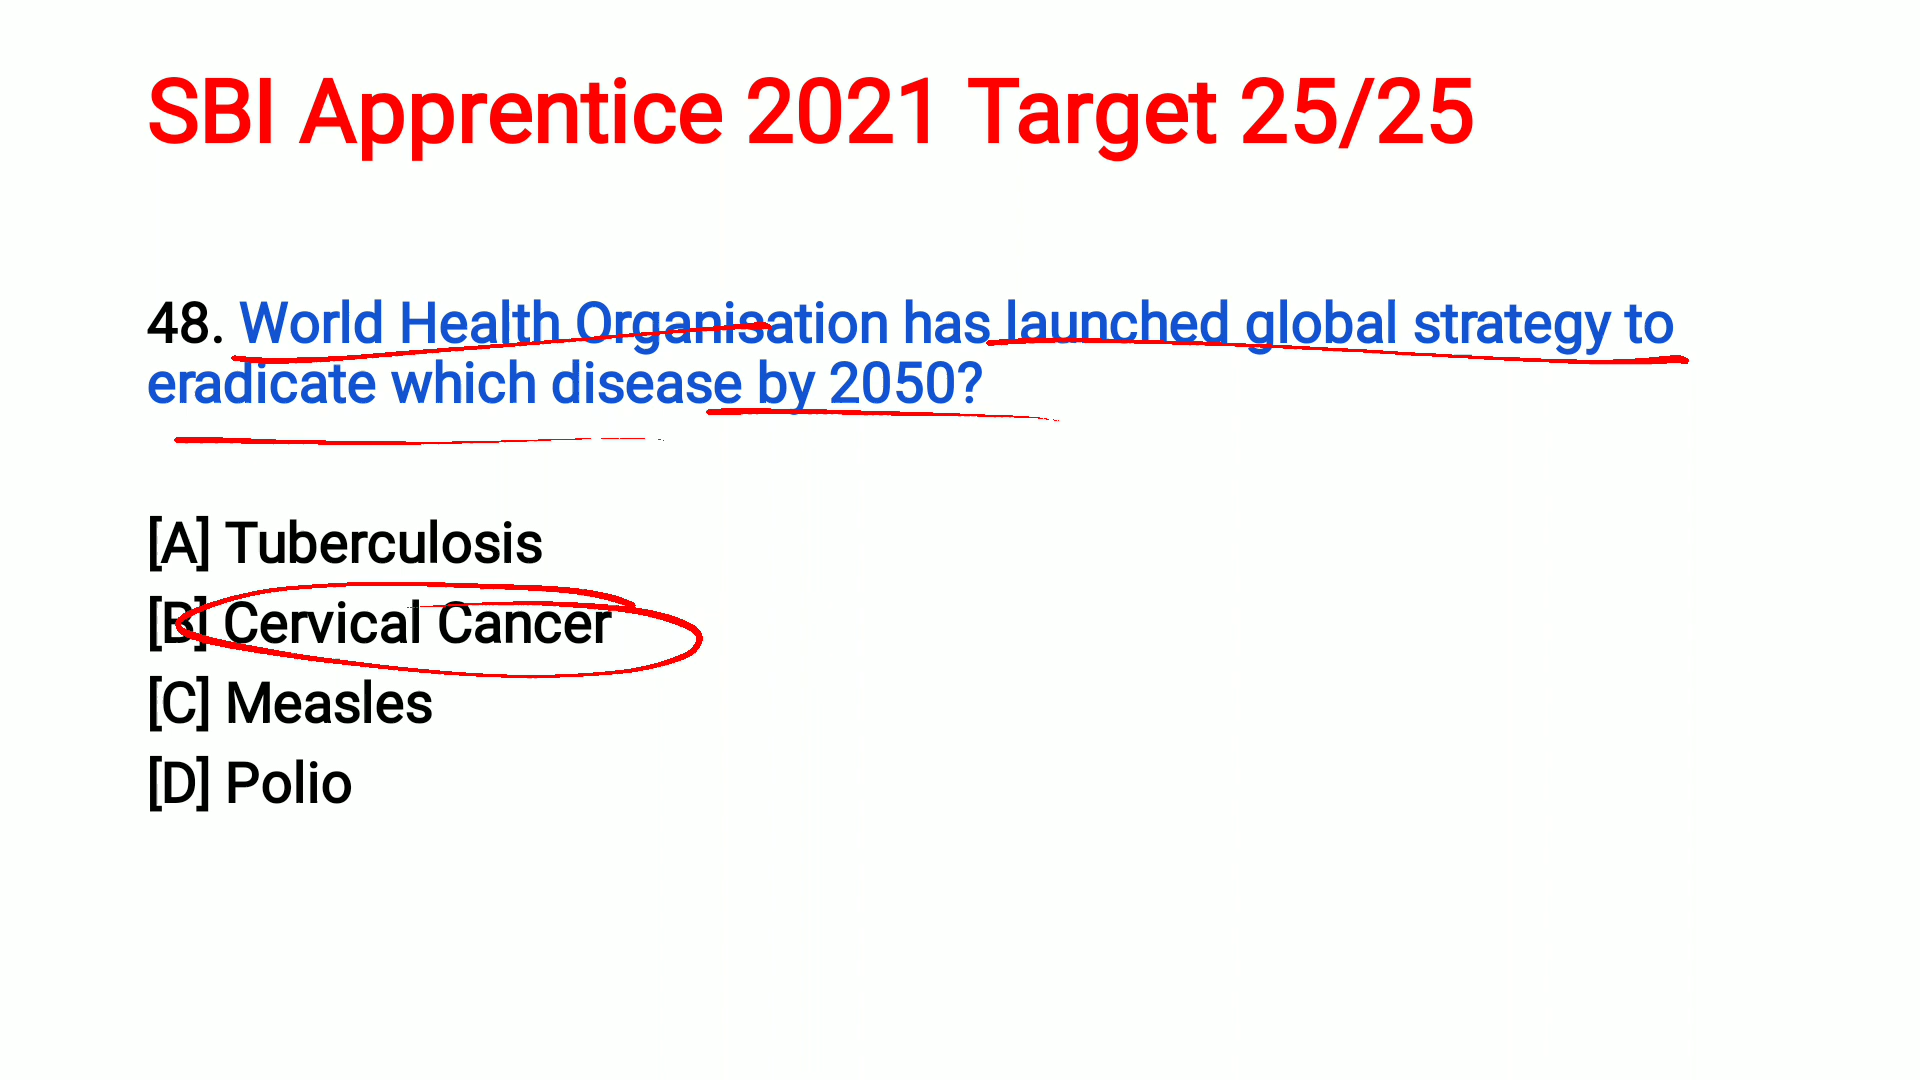 SBI Apprentice 2021 Target 25/25
48. World Health Organisation has launched global strategy to
eradicate which disease by 2050?
[A] Tuberculosis
[B] Cervical Cancer
[C] Measles
[D] Polio